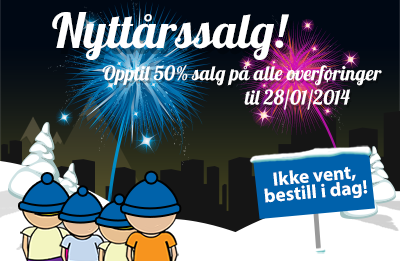 Nyttårssalg!
Opptil 50% salg på alle overføringer
til 28/01/2014
Ikke vent,
bestill i dag!